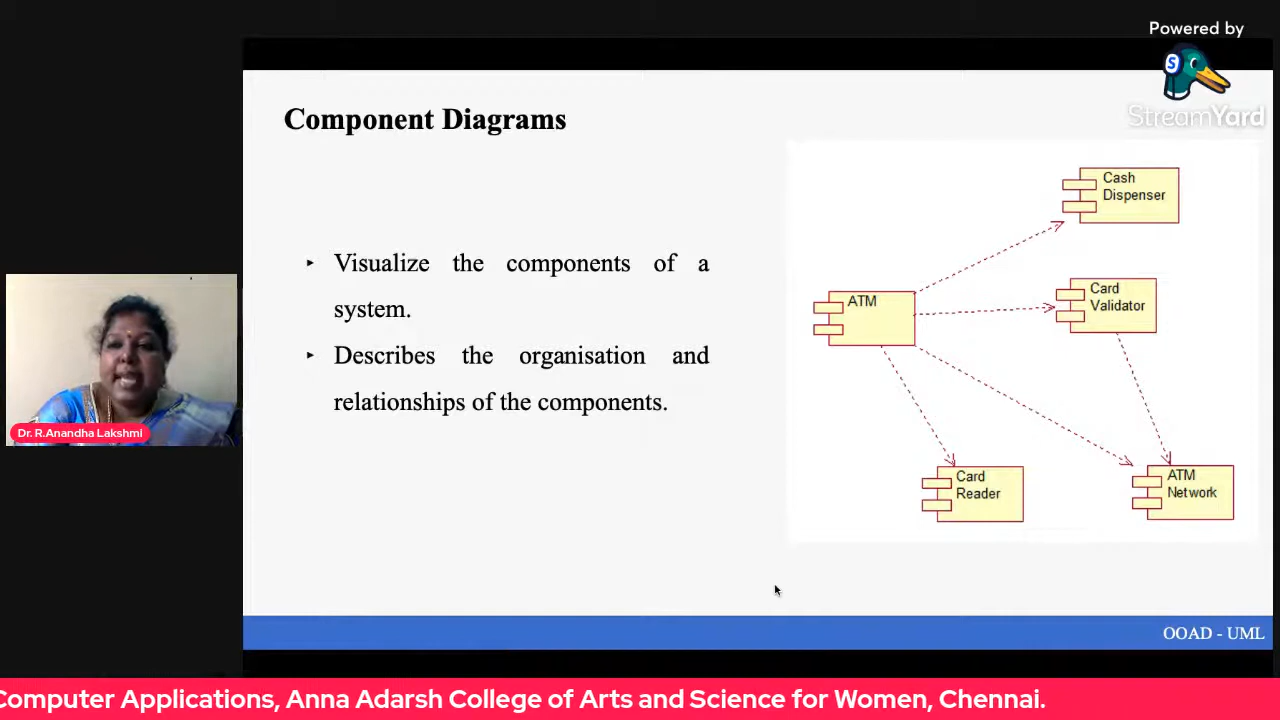 Powered by
StreamYard
Component Diagrams
‣ Visualize the components of a
system.
‣ Describes the organisation and
relationships of the components.
Cash
Dispenser
ATM
Card
Validator
Card
Reader
ATM
Network
Dr. R.Anandha Lakshmi
OOAD - UML
Computer Applications, Anna Adarsh College of Arts and Science for Women, Chennai.